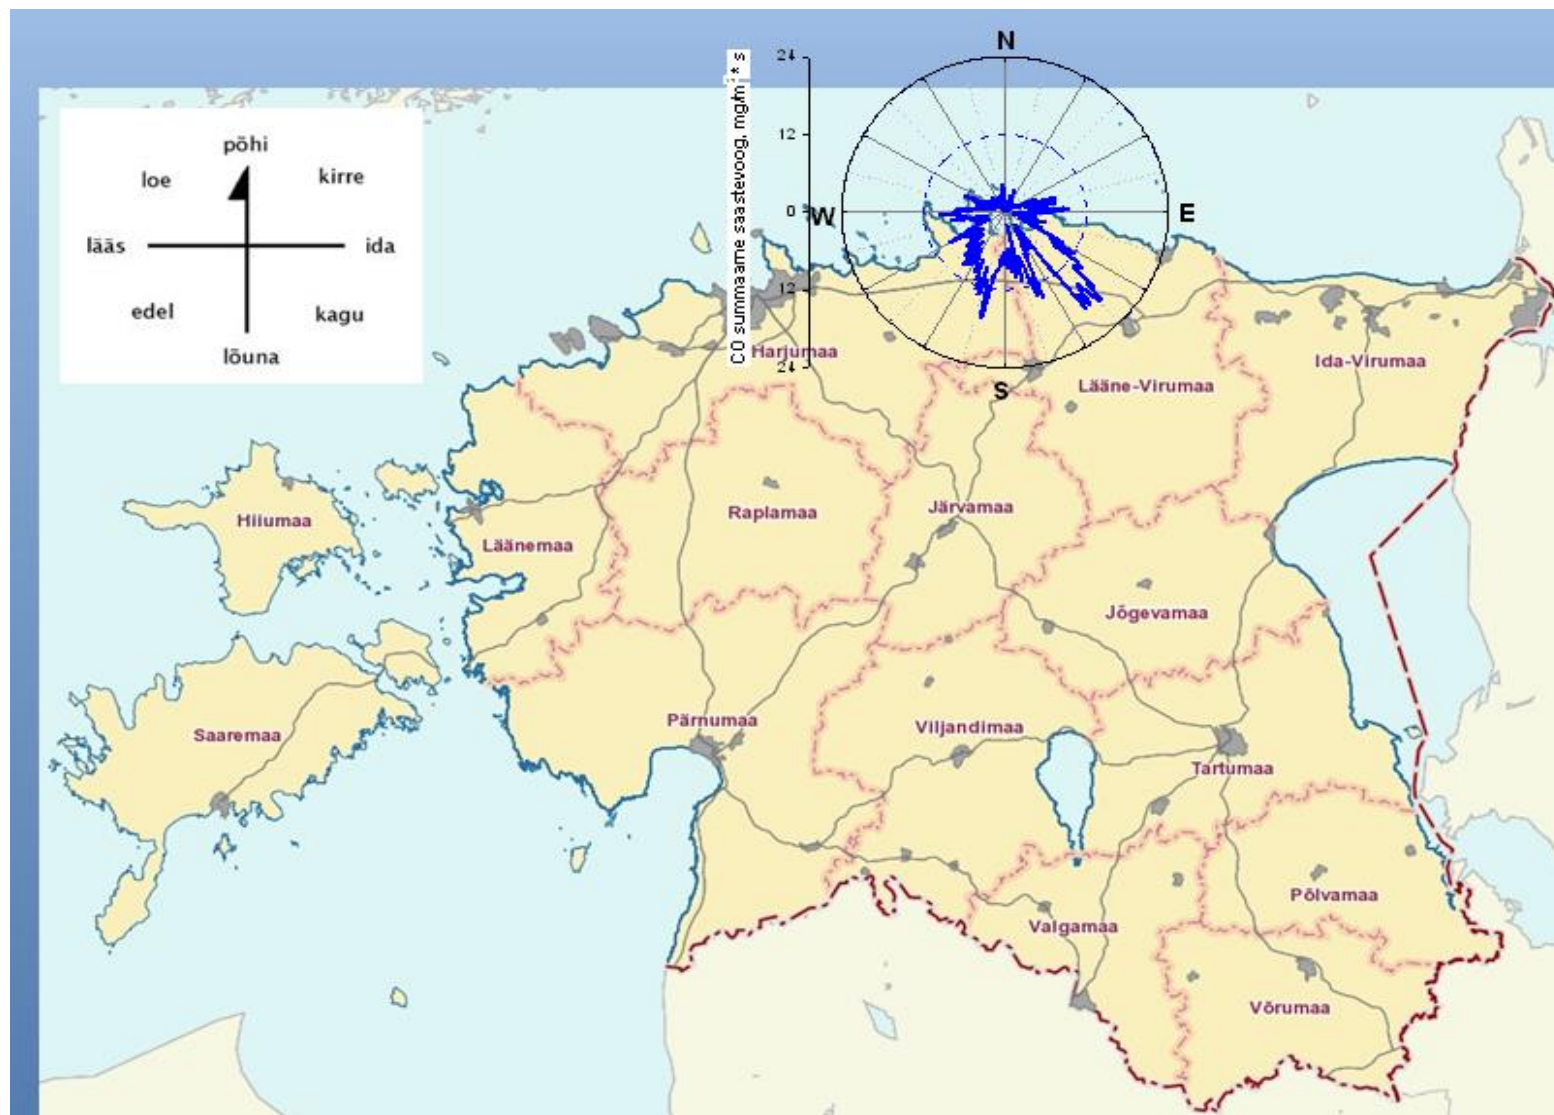 N
24
12
0
12
24
CO summaarne saastevoog, mg/m² * s
W
E
S
põhi
loe
kirre
lääs
ida
edel
kagu
lõuna
Harjumaa
Ida-Virumaa
Lääne-Virumaa
Hiiumaa
Läänemaa
Raplamaa
Järvamaa
Jõgevamaa
Saaremaa
Pärnumaa
Viljandimaa
Tartumaa
Põlvamaa
Valgamaa
Võrumaa